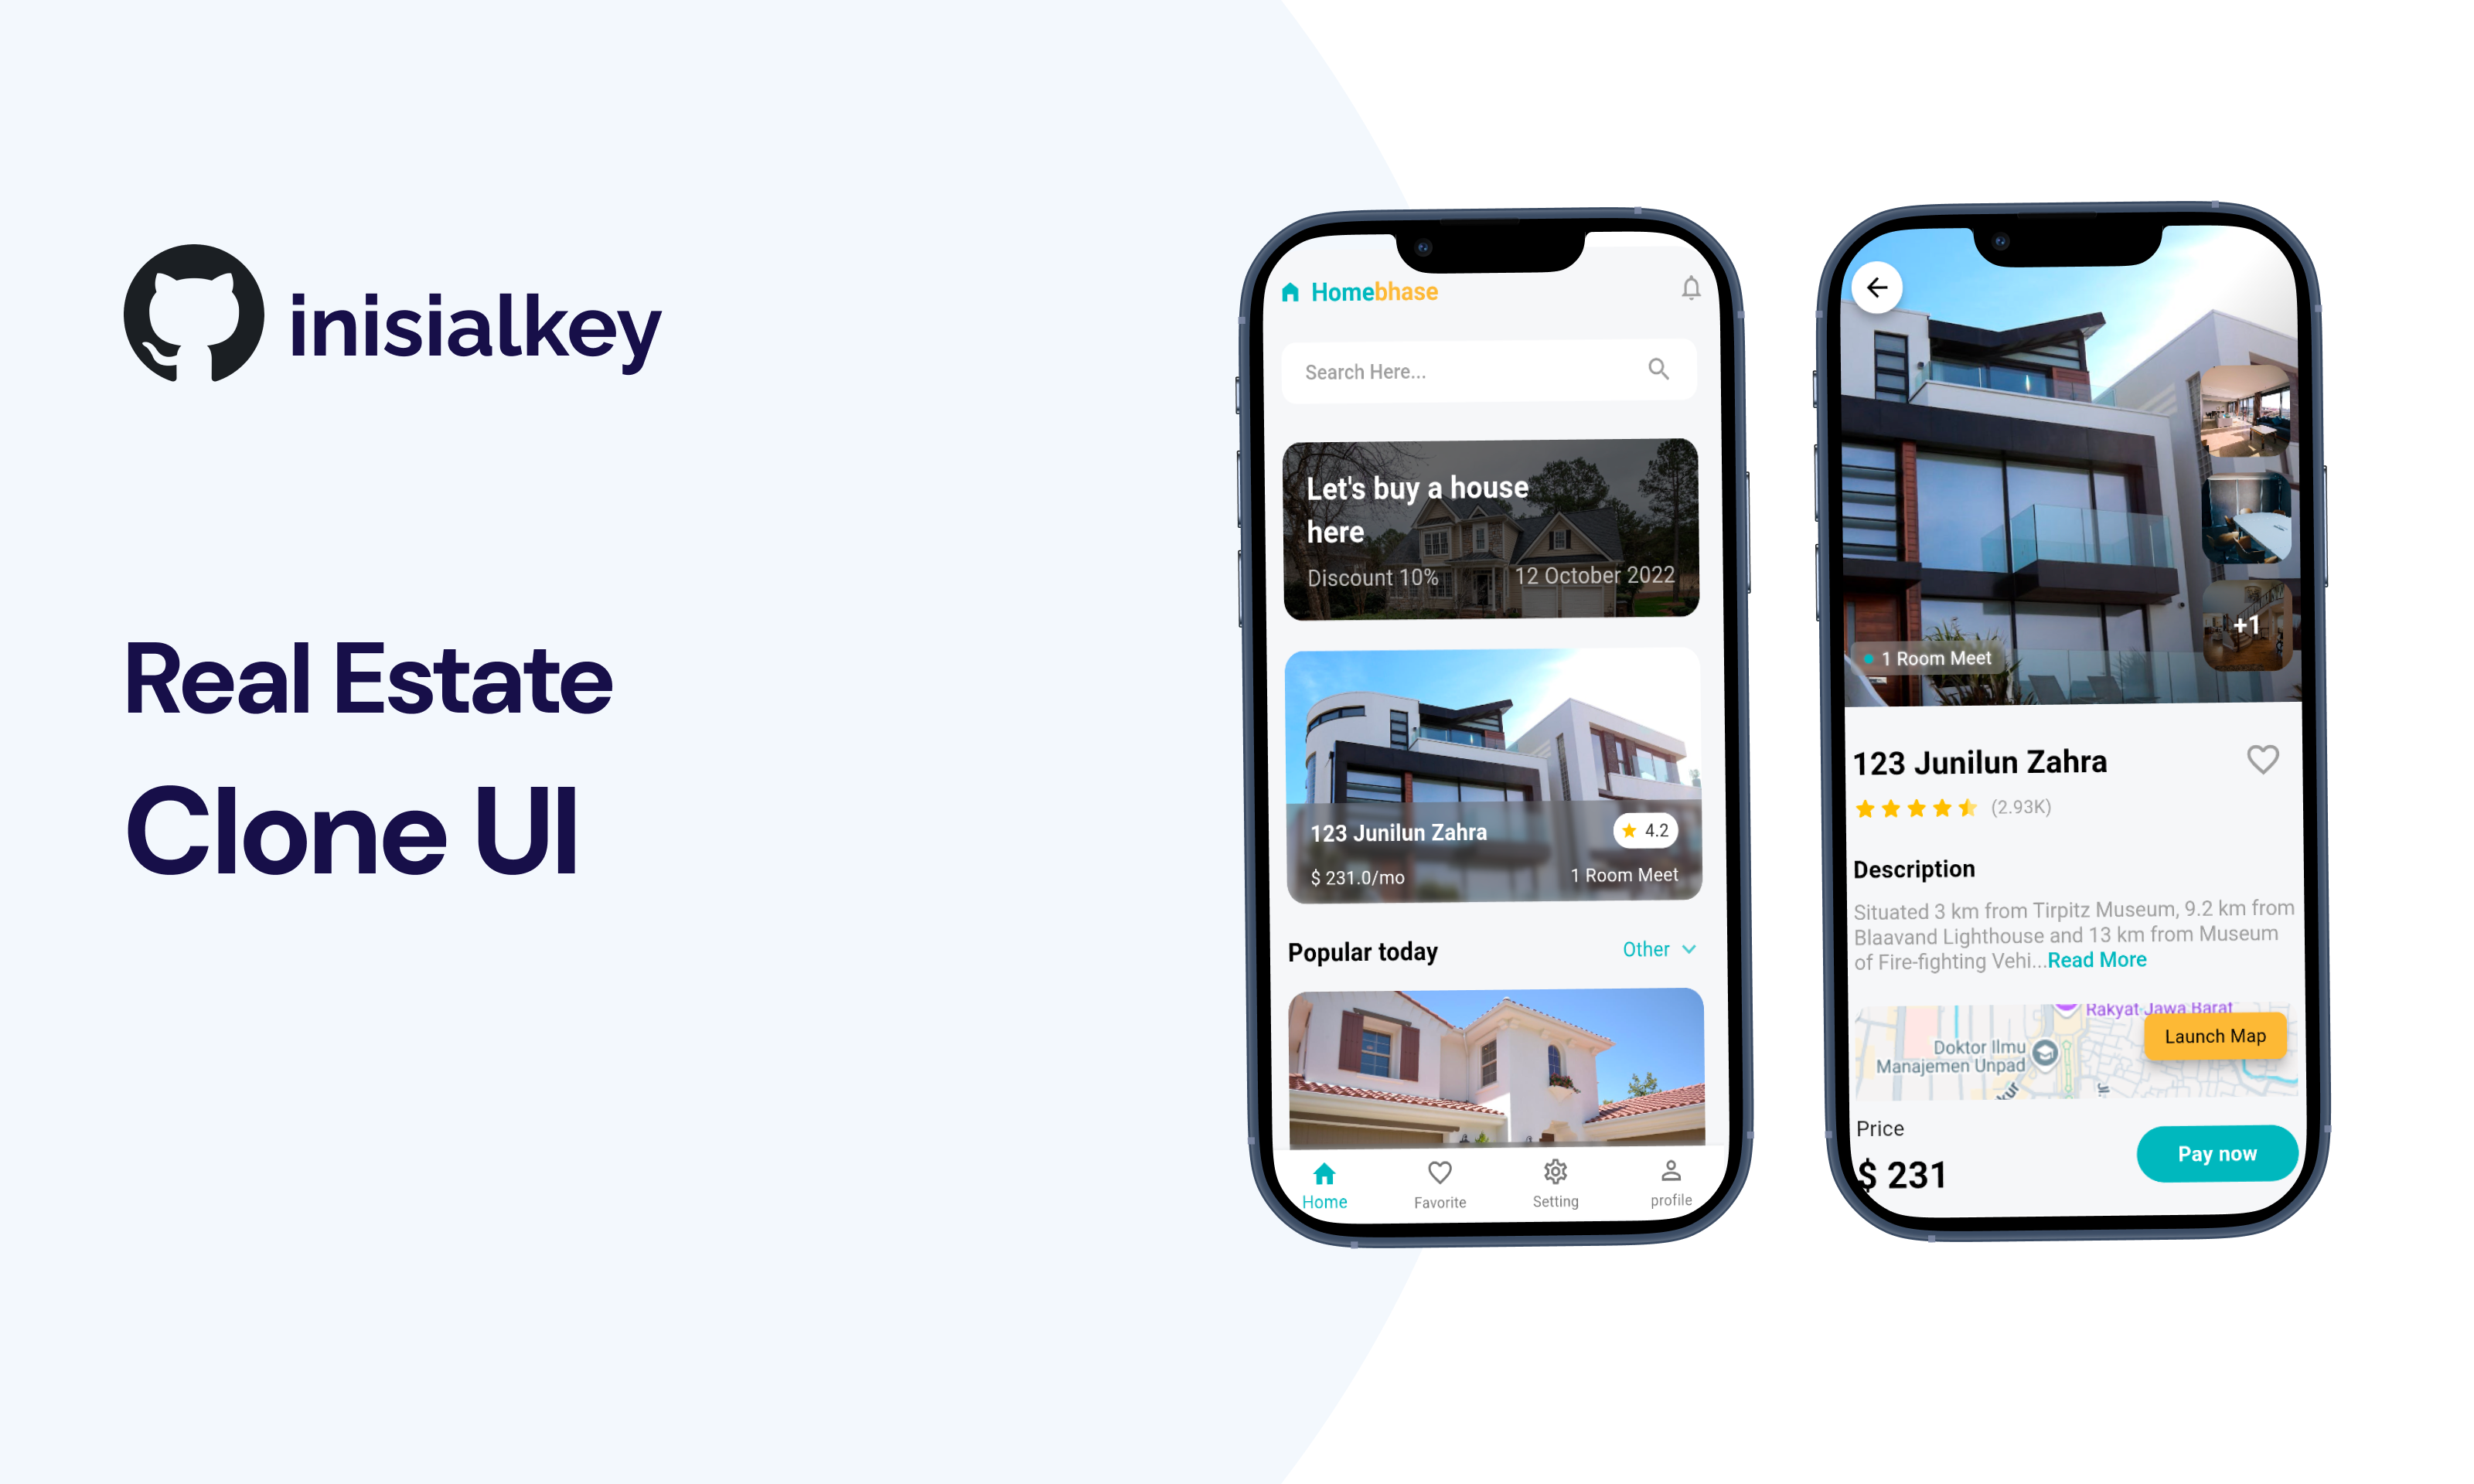 inisialkey
Real Estate
Clone UI
Homebhase
Search Here...
Let's buy a house
here
Discount 10%
12 October 2022
123 Junilun Zahra
4.2
$ 231.0/mo
1 Room Meet
Popular today
Other
Home
Favorite
Setting
profile
+1
1 Room Meet
123 Junilun Zahra
(2.93K)
Description
Situated 3 km from Tirpitz Museum, 9.2 km from
Blaavand Lighthouse and 13 km from Museum
of Fire-fighting Vehi...Read More
Rakyat Jawa Barat
Launch Map
Doktor Ilmu
Manajemen Unpad
Price
$ 231
Pay now